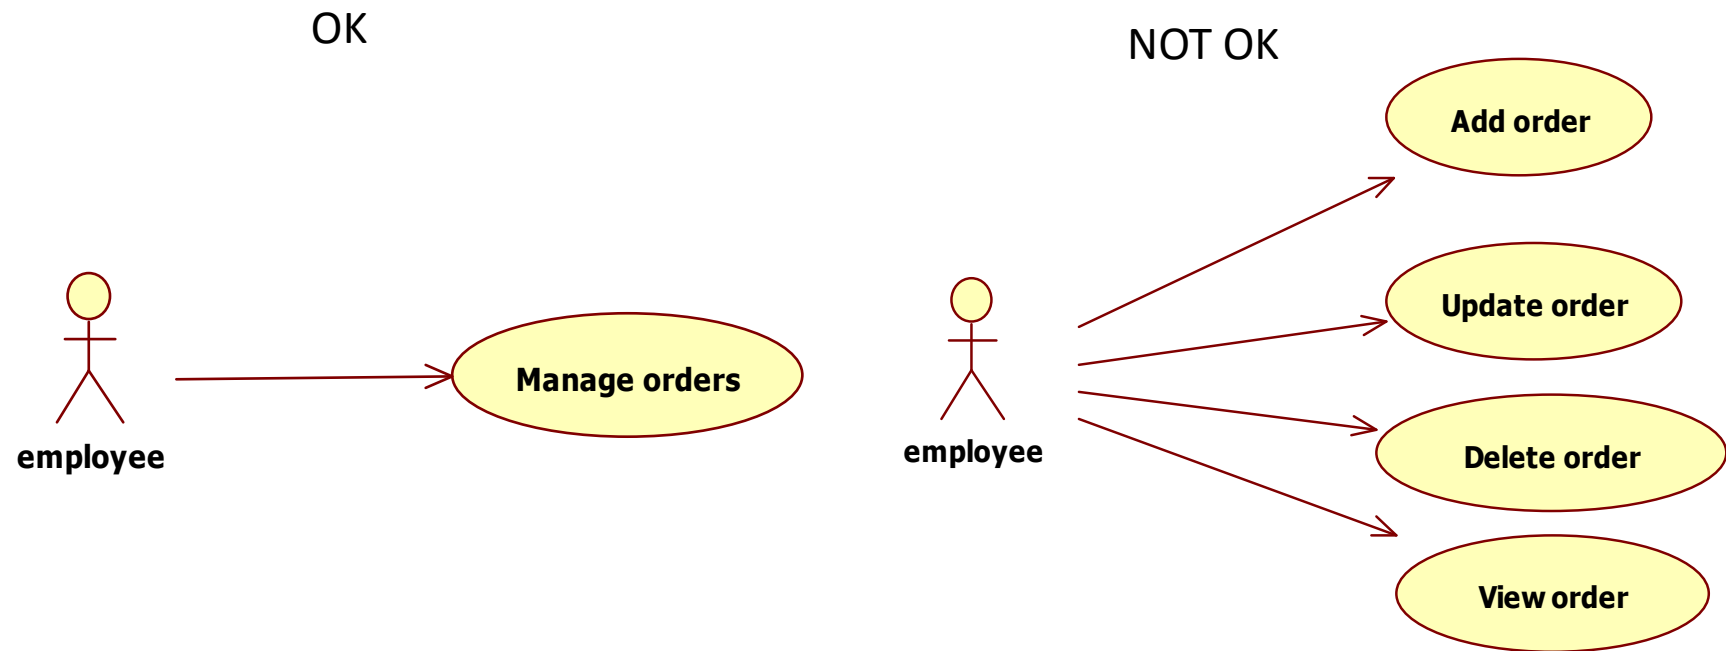 OK
NOT OK
Add order
Update order
Manage orders
employee
employee
Delete order
View order